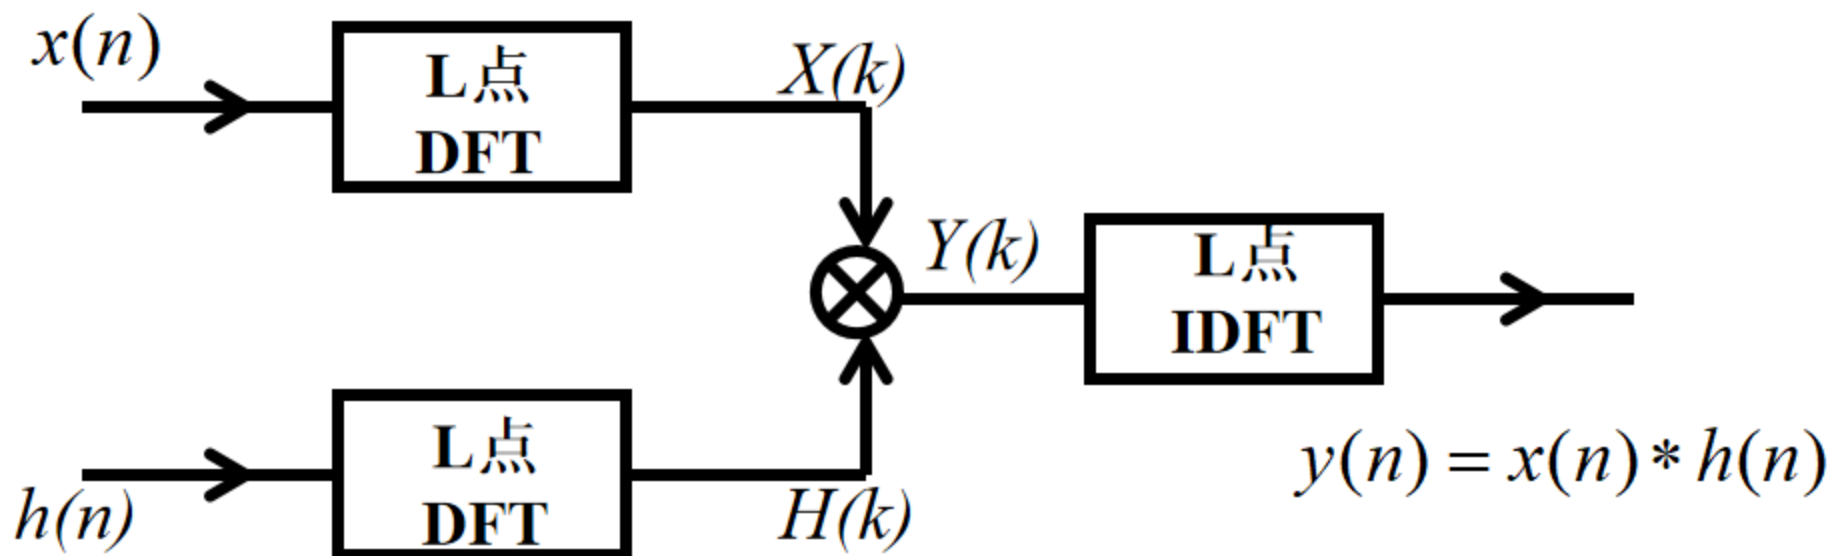 x(n)
L点
DFT
X(k)
Y(k)
L点
IDFT
L点
DFT
h(n)
H(k)
y(n) = x(n) * h(n)